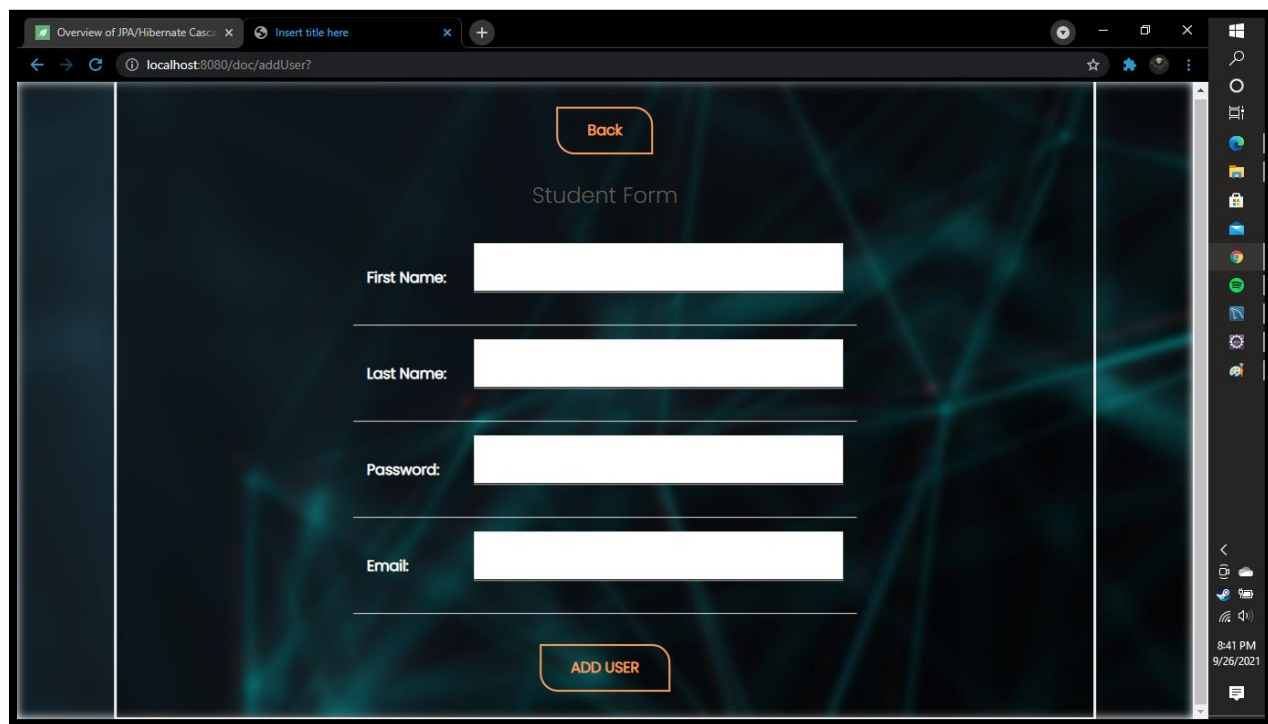 Overview of JPA/Hibernate Casca
Insert title here
localhost:8080/doc/addUser?
Back
Student Form
First Name:
Last Name:
Password:
Email:
ADD USER
8:41 PM
9/26/2021